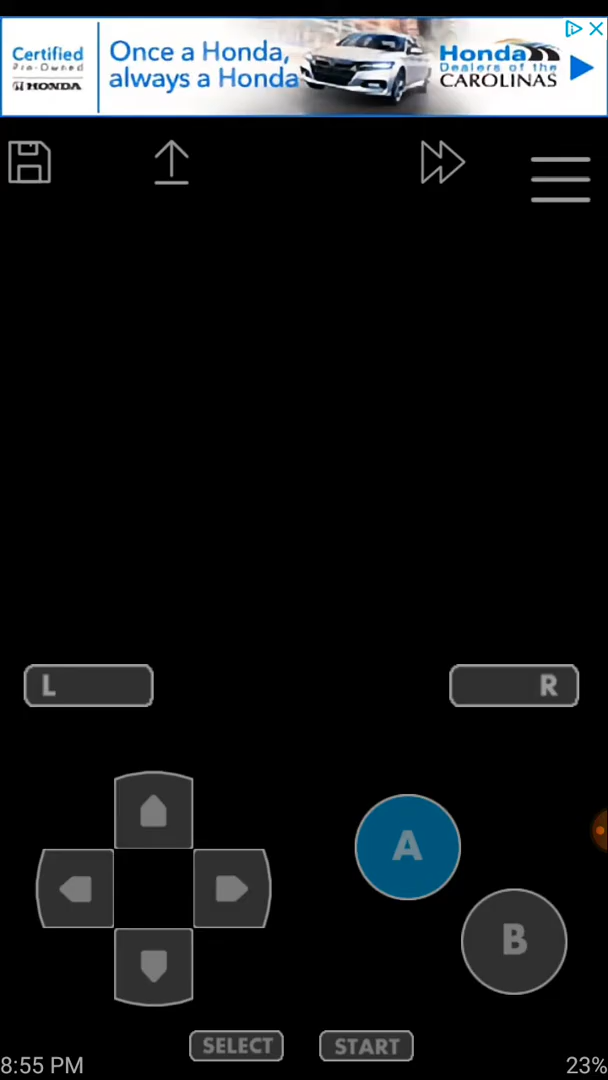 Certified
Pre-Owned
HONDA
Once a Honda,
always a Honda
Honda
Dealers of the
CAROLINAS
L
R
A
B
SELECT
START
8:55 PM
23%